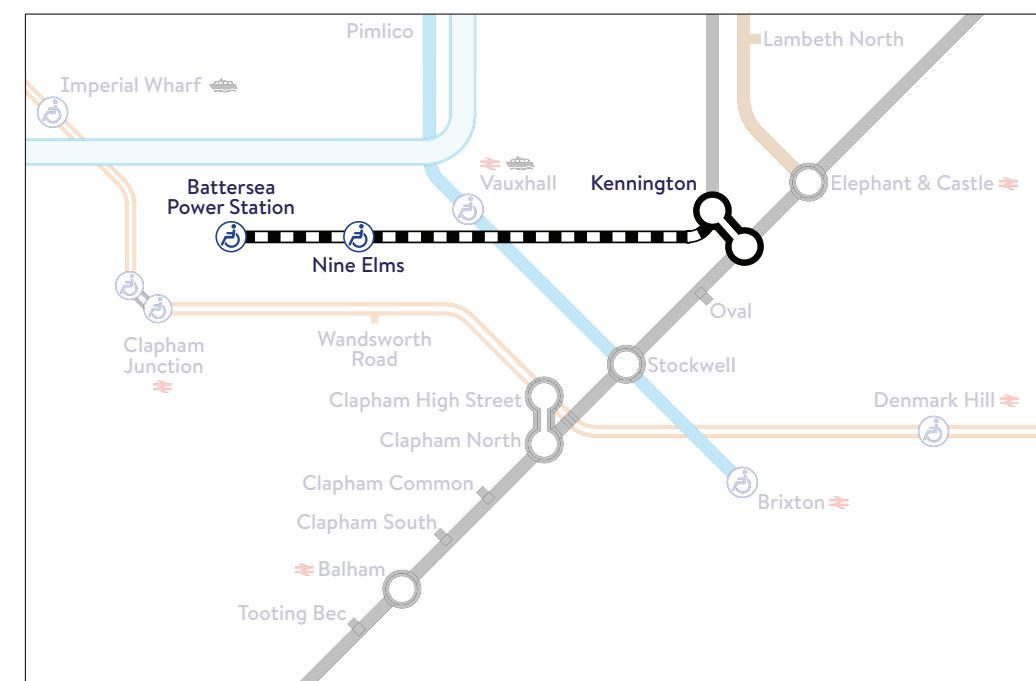 Pimlico
Lambeth North
Imperial Wharf
Vauxhall
Kennington
Elephant & Castle
Battersea
Power Station
Nine Elms
Oval
Clapham
Junction
Wandsworth
Road
Stockwell
Clapham High Street
Denmark Hill
Clapham North
Clapham Common
Brixton
Clapham South
Balham
Tooting Bec